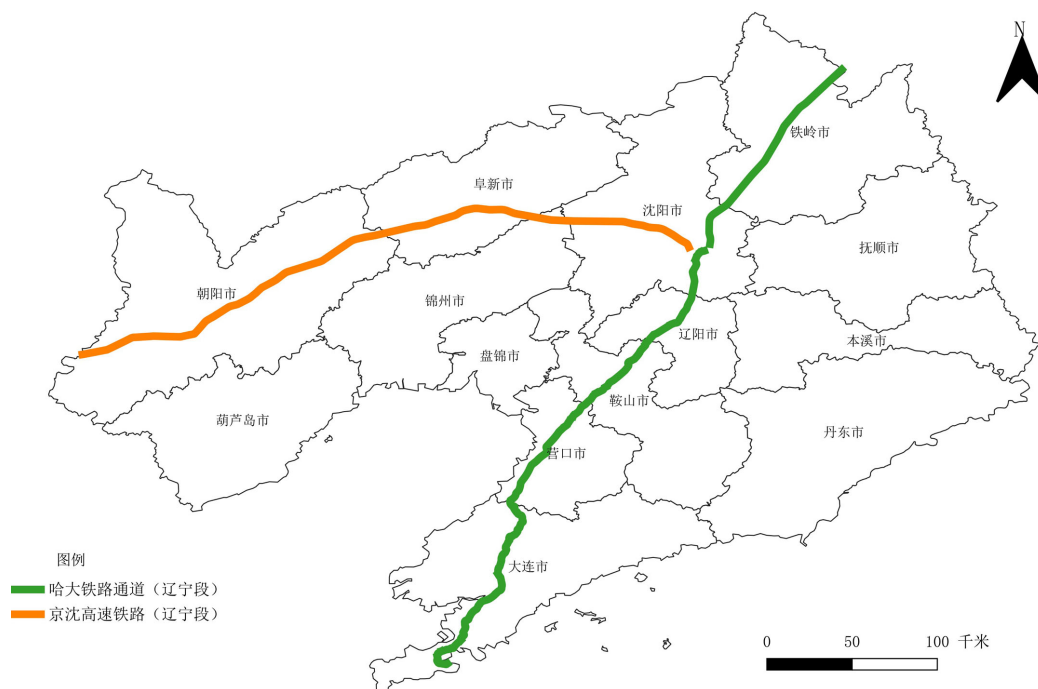 N
铁岭市
阜新市
沈阳市
抚顺市
朝阳市
锦州市
辽阳市
本溪市
盘锦市
鞍山市
葫芦岛市
丹东市
营口市
大连市
图例
哈大铁路通道（辽宁段）
京沈高速铁路（辽宁段）
0 50 100 千米